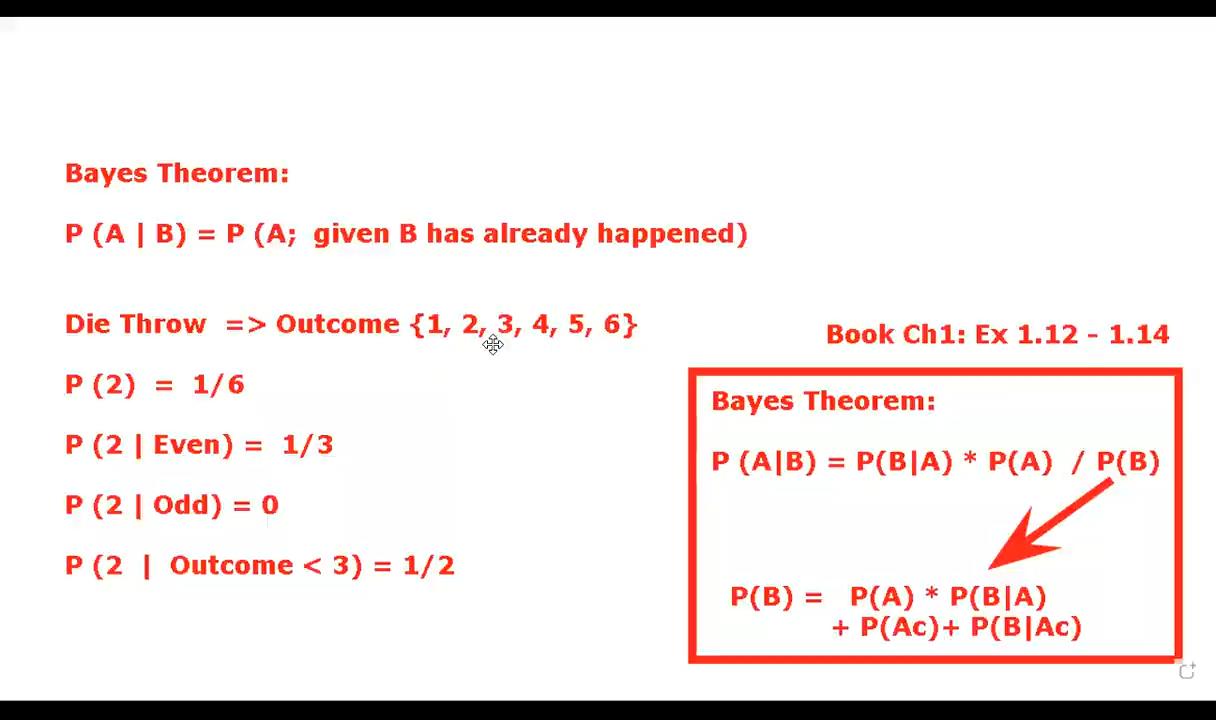 Bayes Theorem:
P (A | B) = P (A;  given B has already happened)
Die Throw  => Outcome {1, 2, 3, 4, 5, 6}
P (2)  =  1/6
P (2 | Even) =  1/3
P (2 | Odd) = 0
P (2  |  Outcome < 3) = 1/2
Book Ch1: Ex 1.12 - 1.14
Bayes Theorem:
P (A|B) = P(B|A) * P(A)  / P(B)
P(B) =   P(A) * P(B|A)
+ P(Ac)+ P(B|Ac)